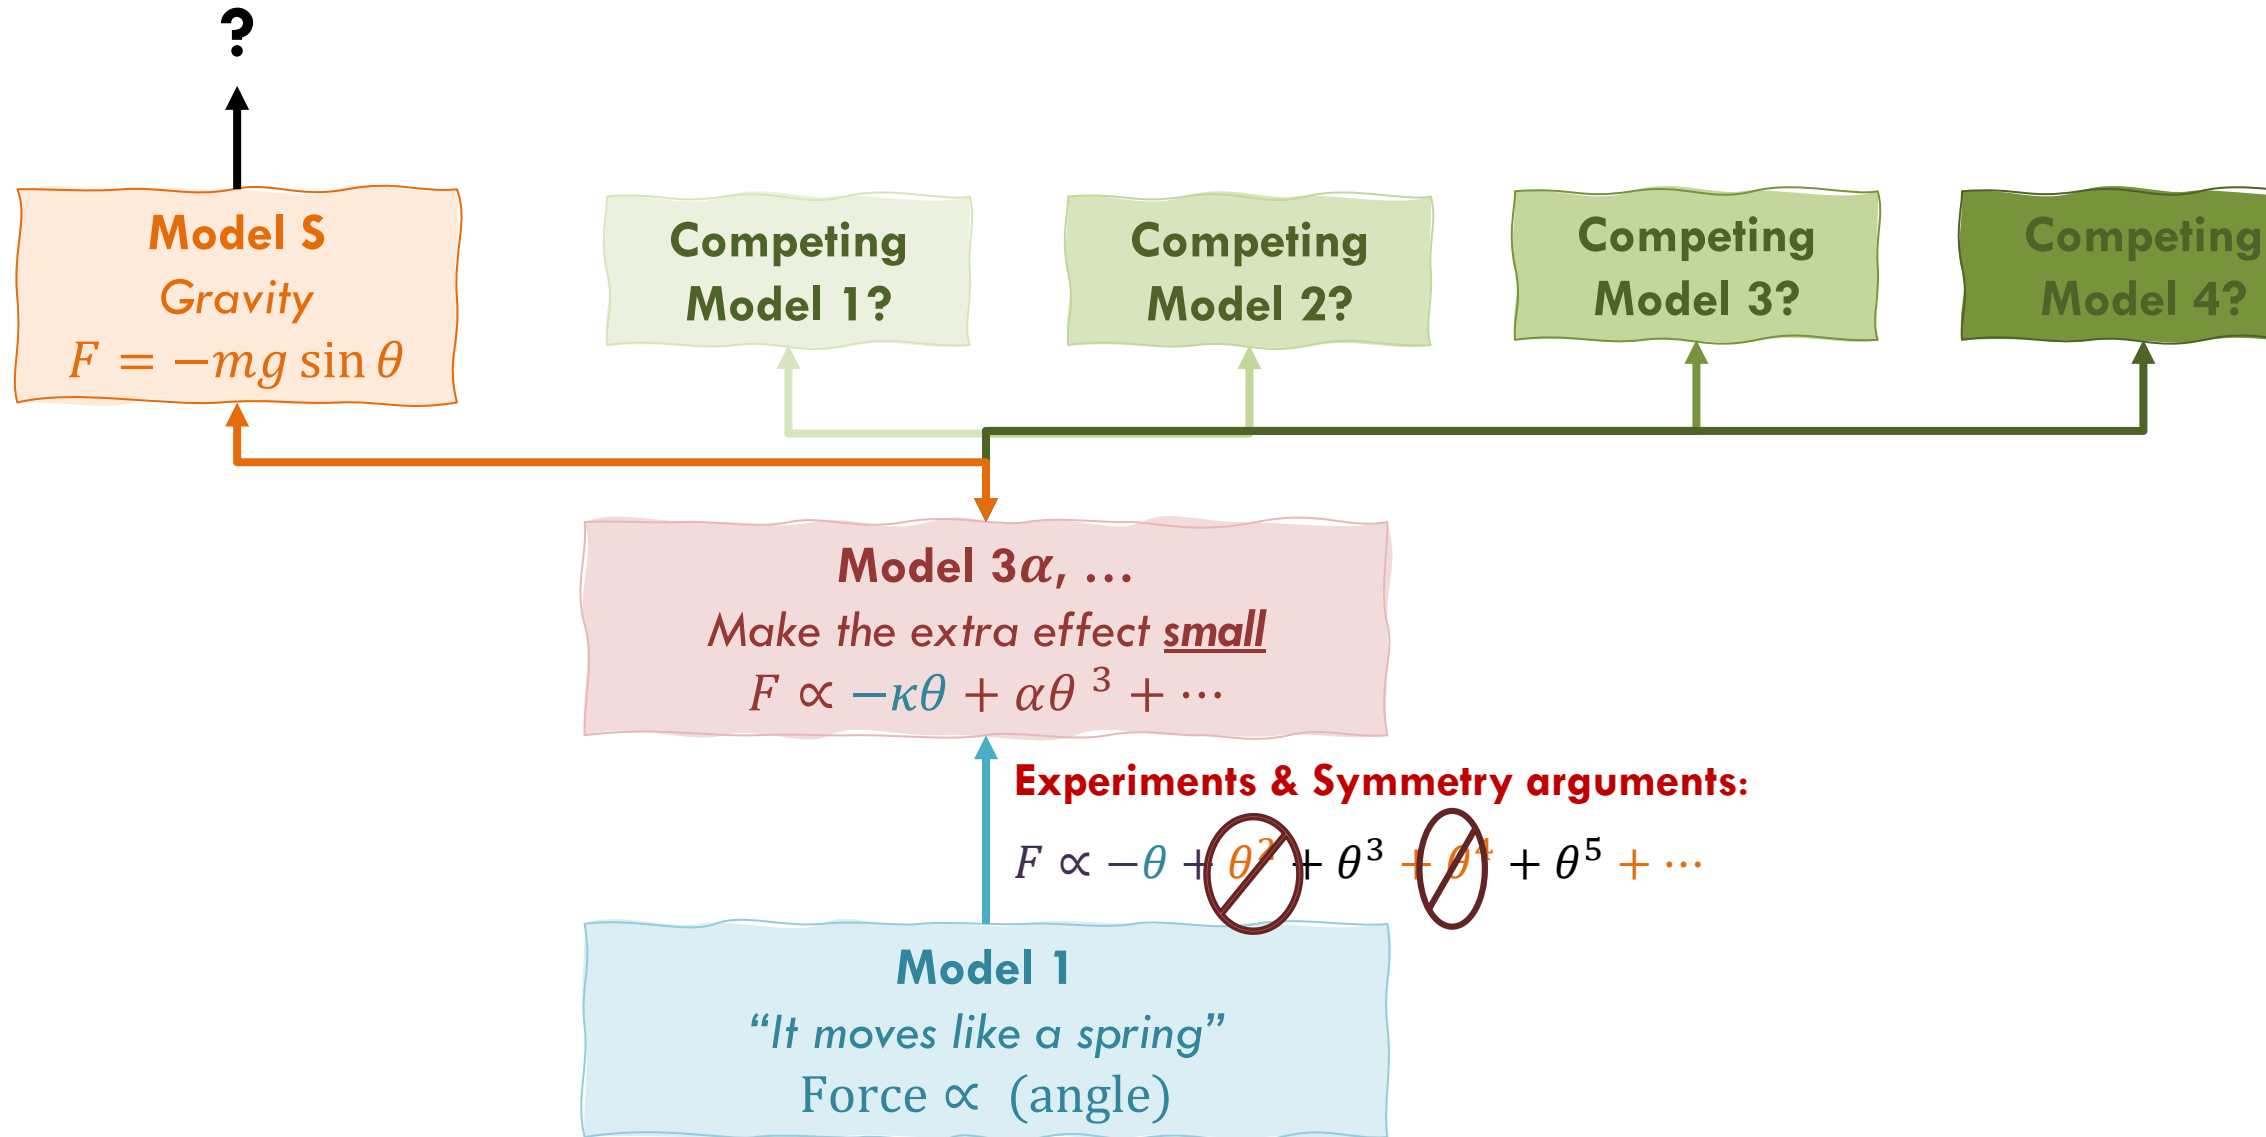 ?
Model S
Gravity
F = −mg sin θ
Competing
Model 1?
Competing
Model 2?
Competing
Model 3?
Competing
Model 4?
Model 3α, …
Make the extra effect small
F ∝ −κθ + αθ ³ + ⋯
Experiments & Symmetry arguments:
F ∝ −θ + θ² + θ³ + θ⁴ + θ⁵ + ⋯
Model 1
“It moves like a spring”
Force ∝ (angle)